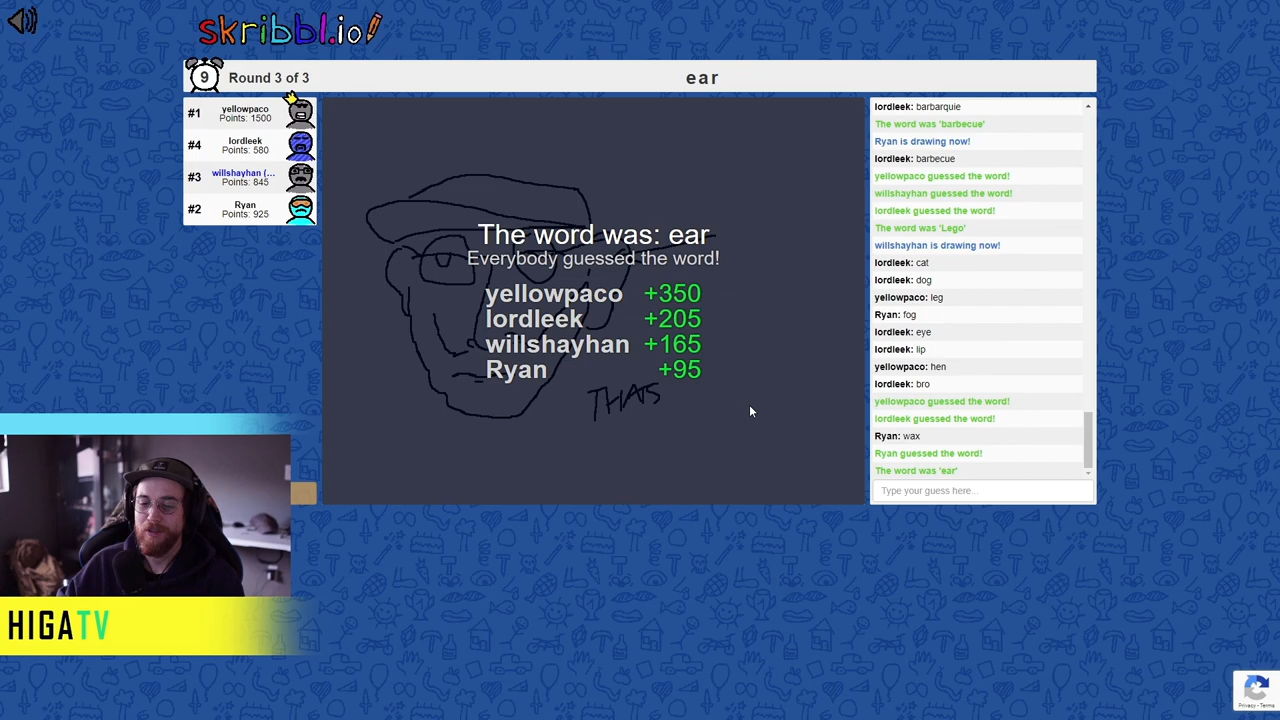 skribbl.io!
9
Round 3 of 3
ear
#1
yellowpaco
Points: 1500
#4
lordleek
Points: 580
#3
willshayhan (...
Points: 845
#2
Ryan
Points: 925
The word was: ear
Everybody guessed the word!
yellowpaco +350
lordleek +205
willshayhan +165
Ryan +95
THATS
lordleek: barbarquie
The word was 'barbecue'
Ryan is drawing now!
lordleek: barbecue
yellowpaco guessed the word!
willshayhan guessed the word!
lordleek guessed the word!
The word was 'Lego'
willshayhan is drawing now!
lordleek: cat
lordleek: dog
yellowpaco: leg
Ryan: fog
lordleek: eye
lordleek: lip
yellowpaco: hen
lordleek: bro
yellowpaco guessed the word!
lordleek guessed the word!
Ryan: wax
Ryan guessed the word!
The word was 'ear'
Type your guess here...
HIGATV
Privacy - Terms